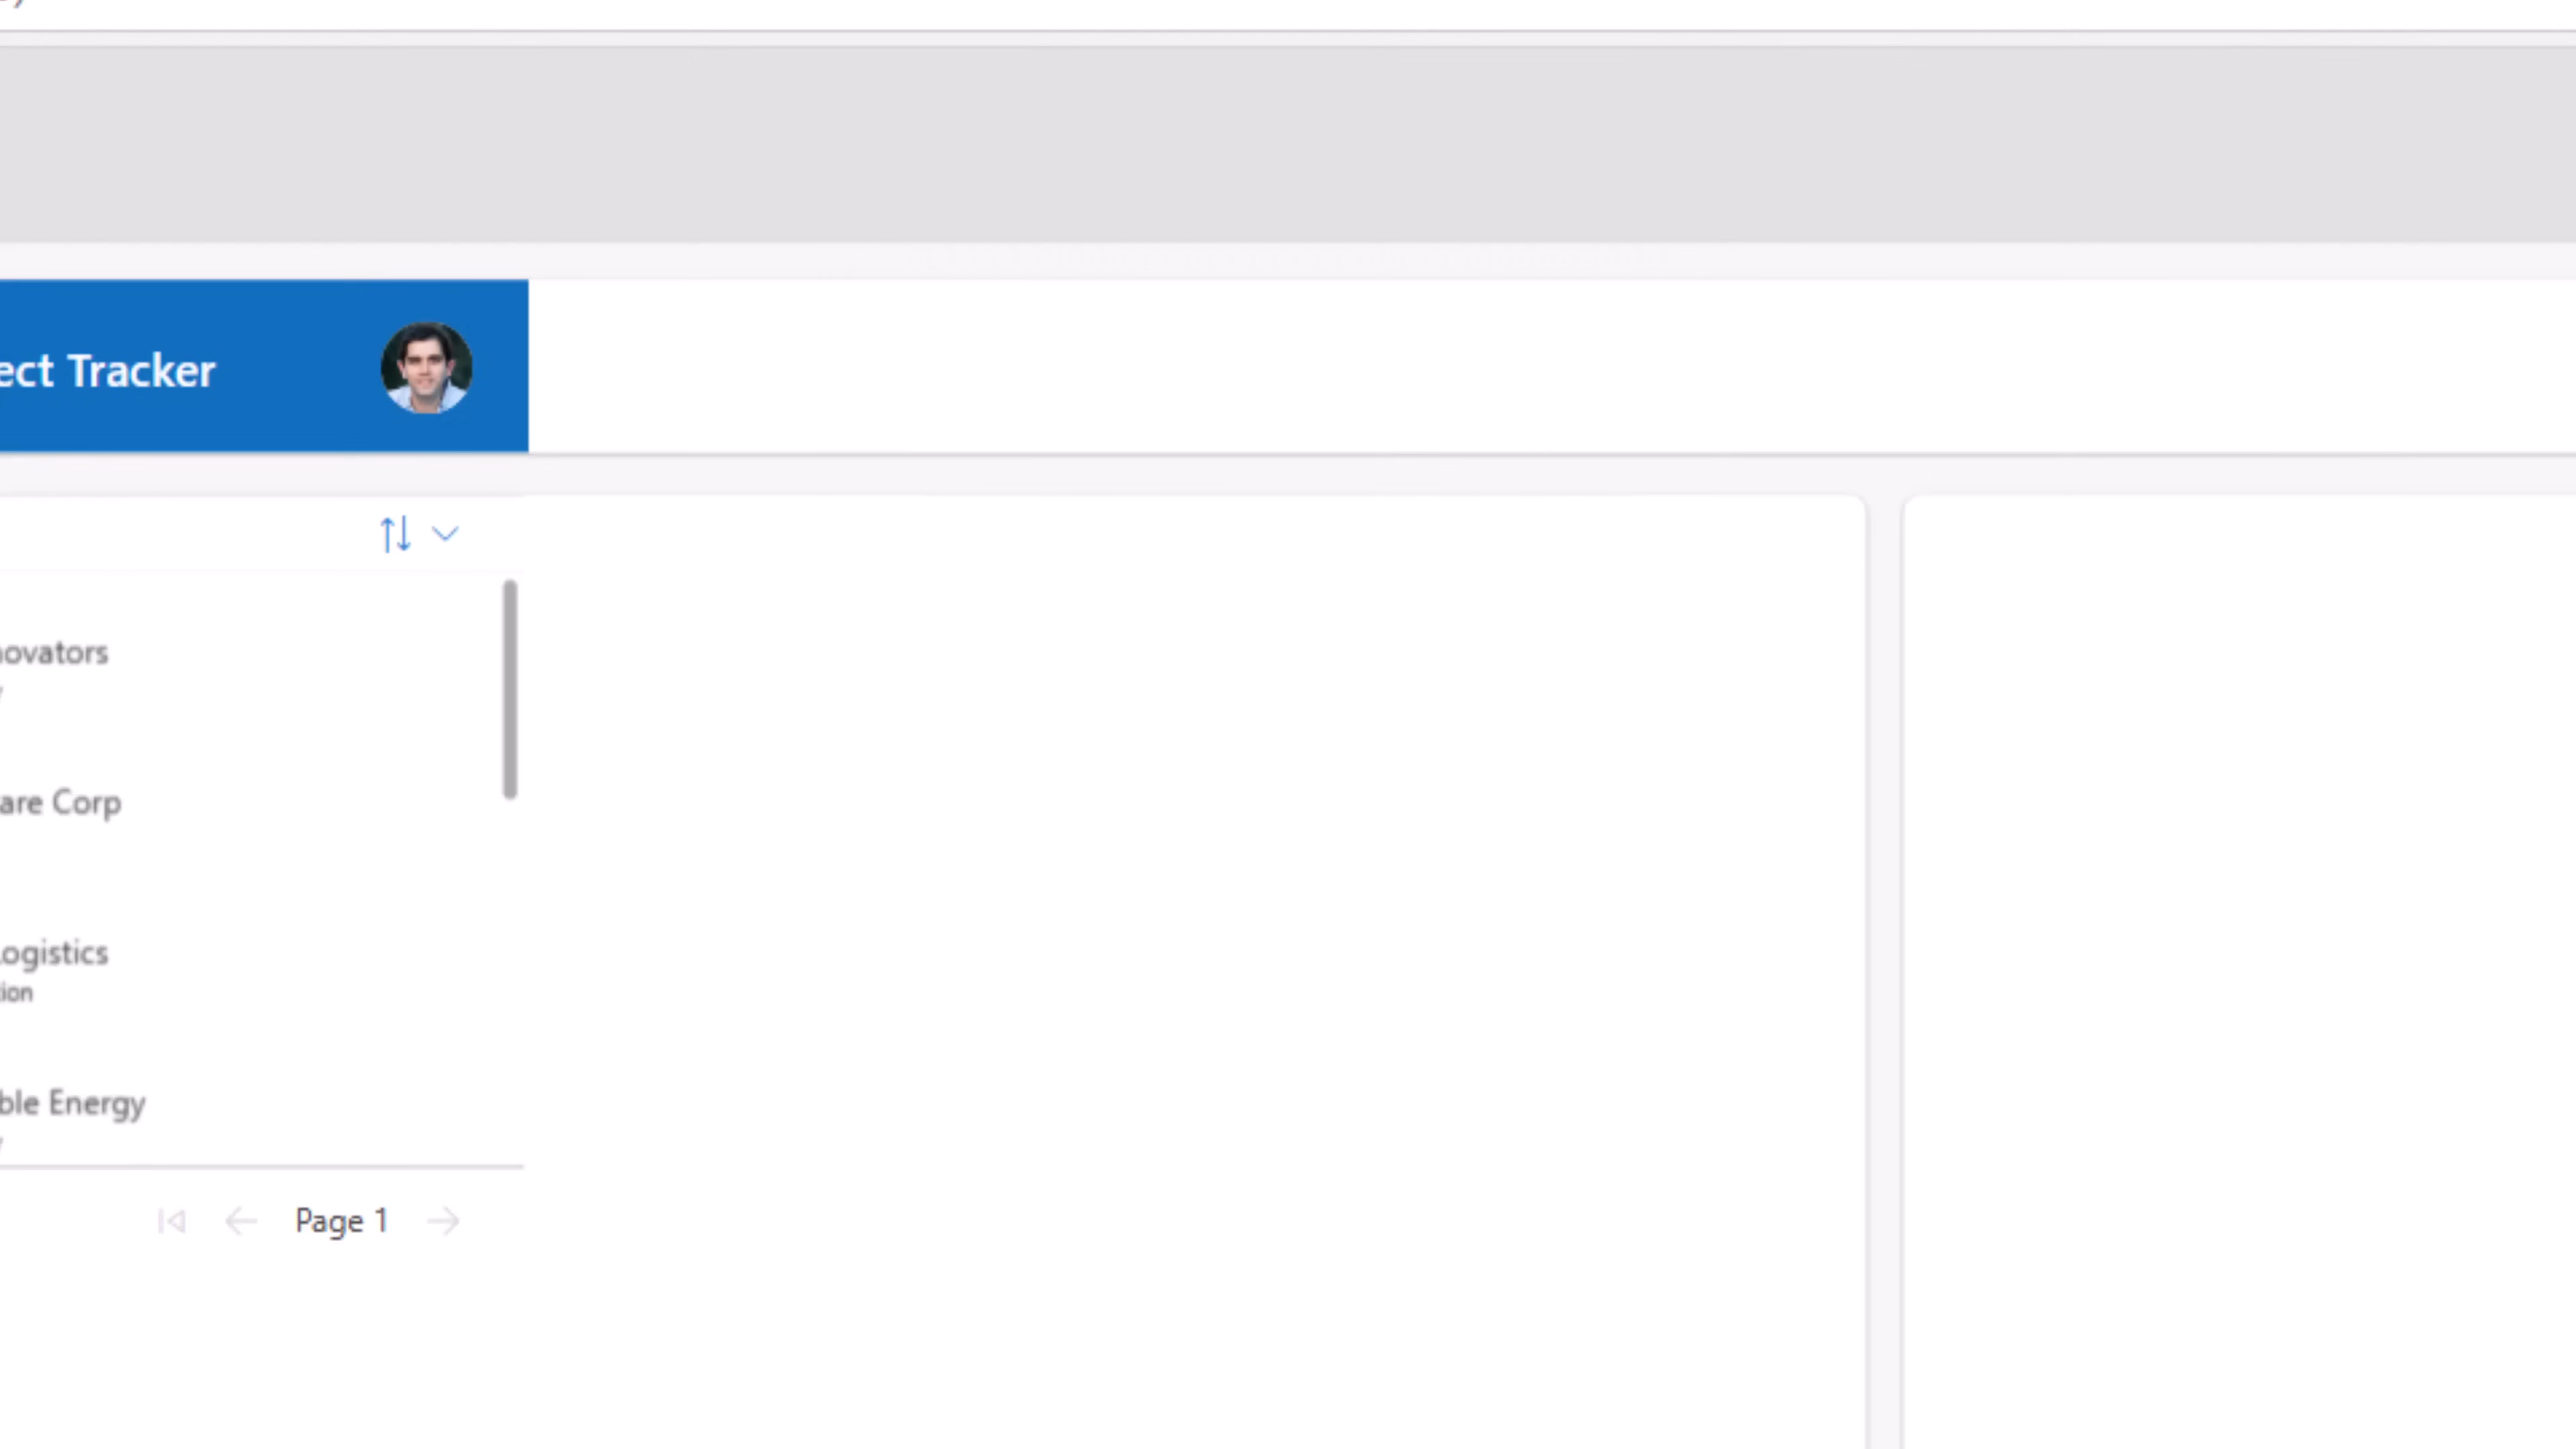 ect Tracker
ovators
are Corp
ogistics
ion
ble Energy
Page 1